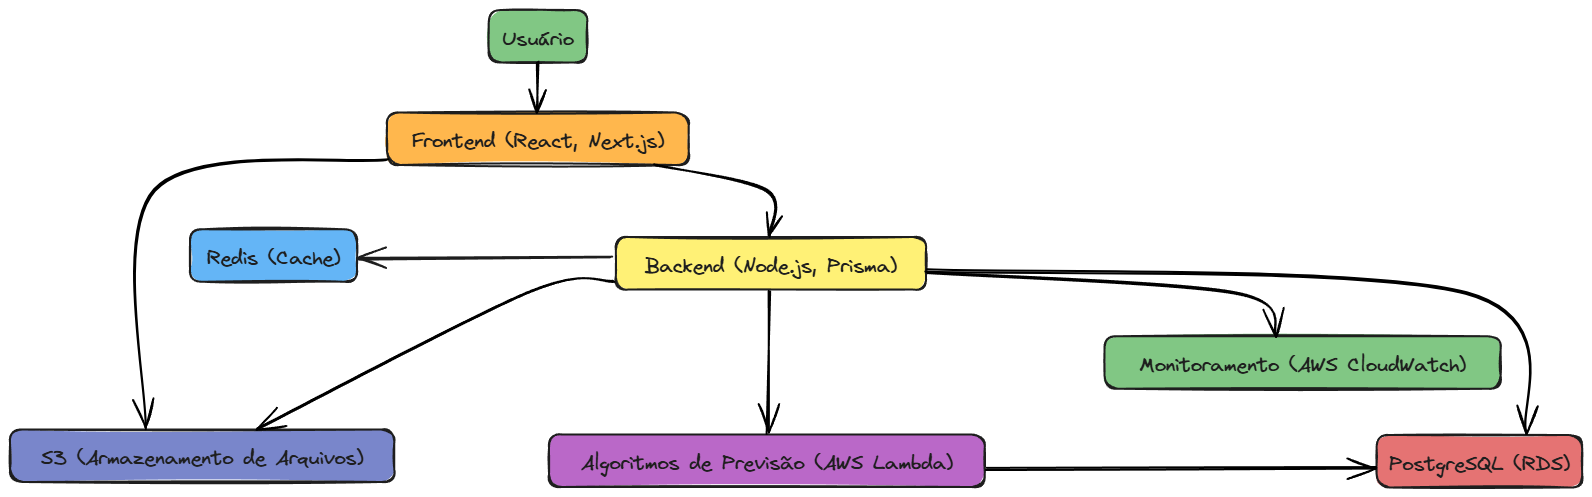 Usuário
Frontend (React, Next.js)
Redis (Cache)
Backend (Node.js, Prisma)
Monitoramento (AWS CloudWatch)
S3 (Armazenamento de Arquivos)
Algoritmos de Previsão (AWS Lambda)
PostgreSQL (RDS)